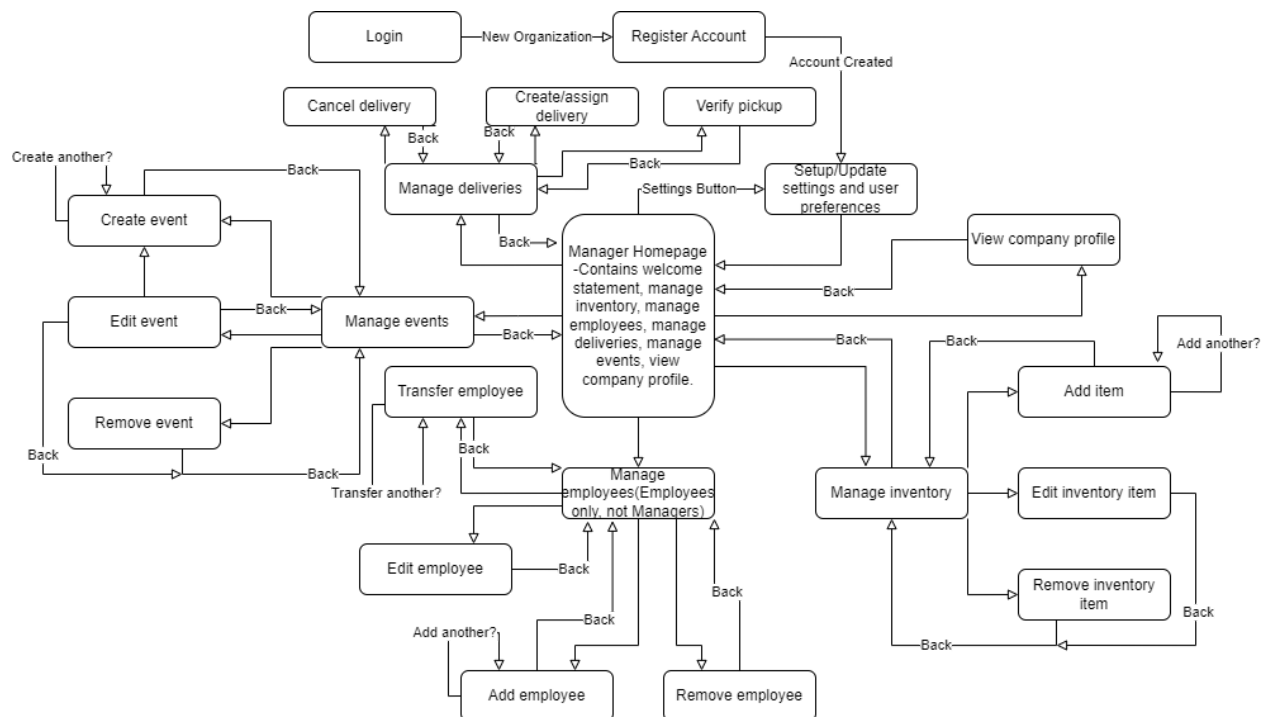 Login
New Organization
Register Account
Account Created
Cancel delivery
Create/assign
delivery
Verify pickup
Back
Back
Back
Create another?
Back
Manage deliveries
Settings Button
Setup/Update
settings and user
preferences
Create event
Back
View company profile
Manager Homepage
-Contains welcome
statement, manage
inventory, manage
employees, manage
deliveries, manage
events, view
company profile.
Back
Edit event
Back
Manage events
Back
Back
Back
Add another?
Transfer employee
Add item
Remove event
Back
Back
Back
Transfer another?
Manage
employees(Employees
only, not Managers)
Manage inventory
Edit inventory item
Edit employee
Back
Back
Remove inventory
item
Back
Back
Back
Add another?
Add employee
Remove employee